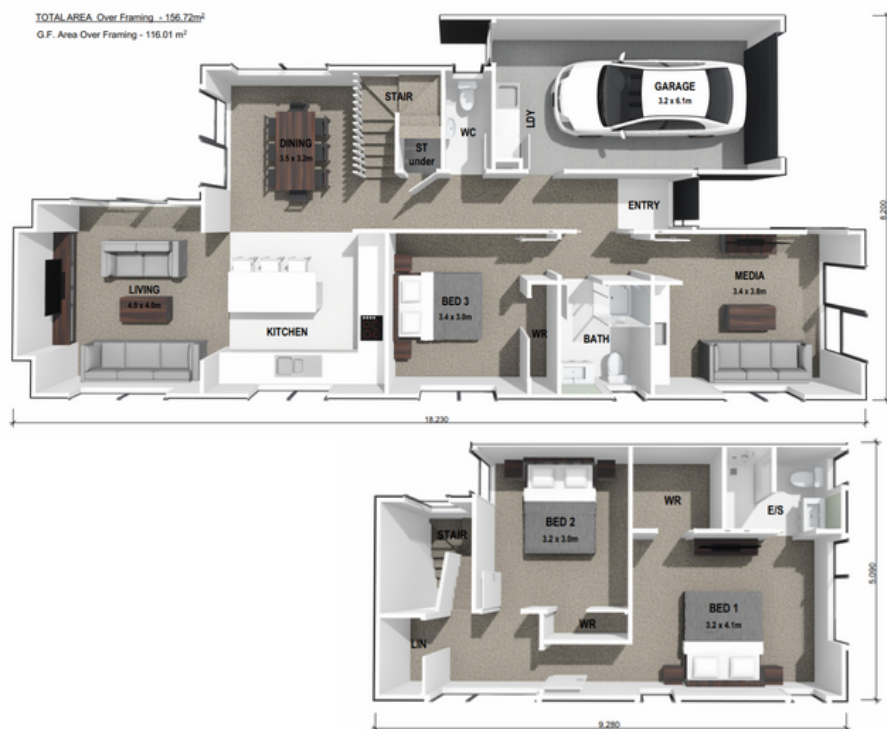 TOTAL AREA Over Framing - 156.72m²
G.F. Area Over Framing - 116.01 m²
GARAGE
3.2 x 6.1m
STAIR
LDY
WC
DINING
3.5 x 3.2m
ST
under
ENTRY
8.200
LIVING
4.0 x 4.0m
KITCHEN
BED 3
3.4 x 3.0m
WR
BATH
MEDIA
3.4 x 3.8m
18.230
WR
E/S
BED 2
3.2 x 3.0m
STAIR
5.090
BED 1
3.2 x 4.1m
WR
LIN
9.280